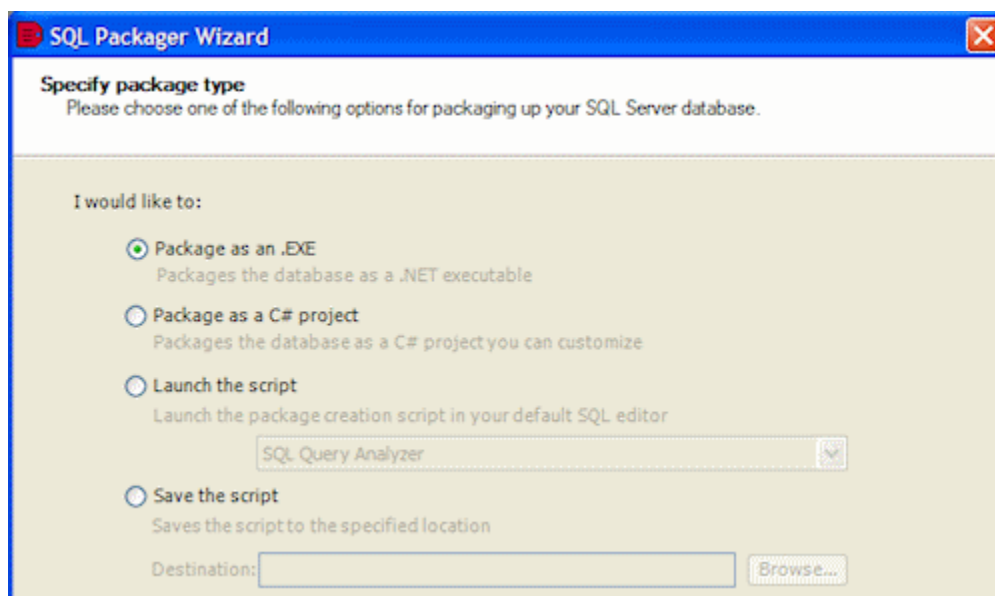 SQL Packager Wizard
Specify package type
Please choose one of the following options for packaging up your SQL Server database.
I would like to:
Package as an .EXE
Packages the database as a .NET executable
Package as a C# project
Packages the database as a C# project you can customize
Launch the script
Launch the package creation script in your default SQL editor
SQL Query Analyzer
Save the script
Saves the script to the specified location
Destination: Browse...